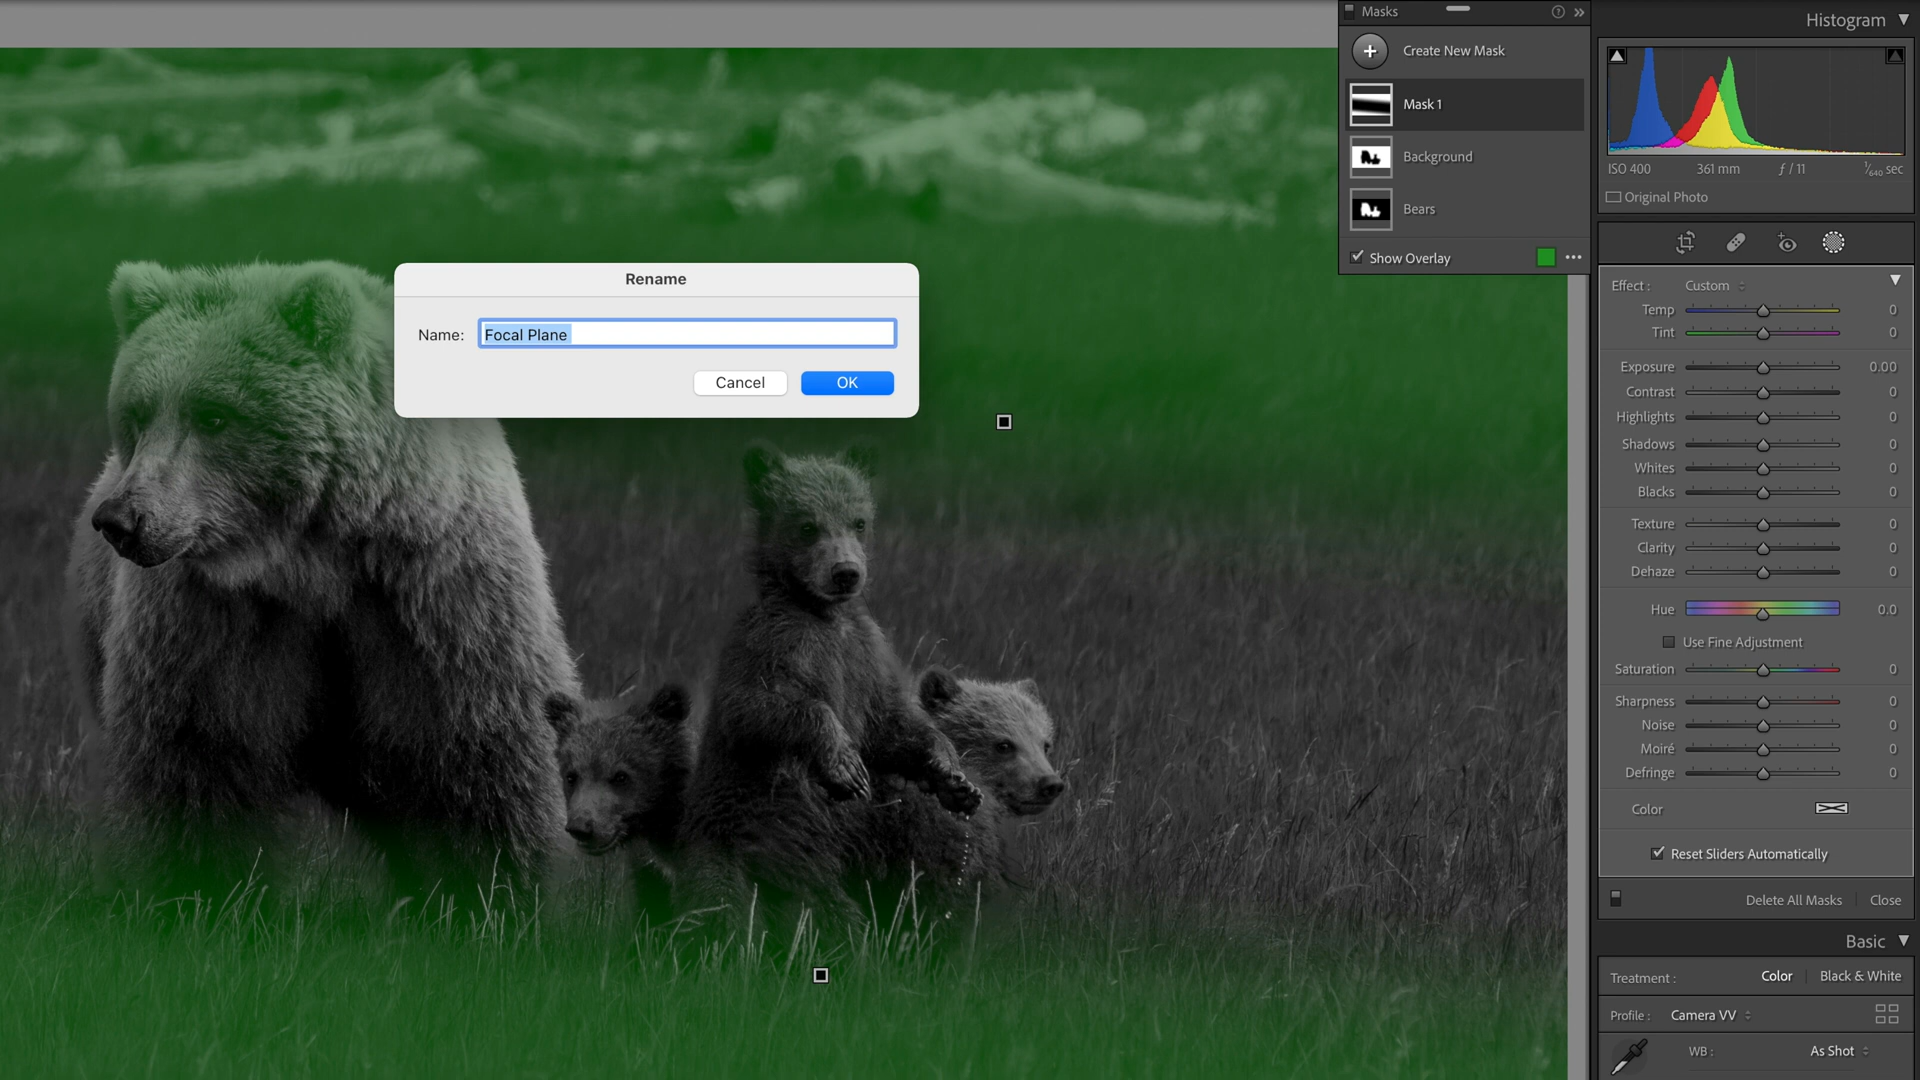 Masks
Create New Mask
Mask 1
Background
Bears
Show Overlay
Rename
Name: Focal Plane
Cancel OK
Histogram
ISO 400 361 mm ƒ / 11 1/640 sec
Original Photo
Effect : Custom
Temp 0
Tint 0
Exposure 0.00
Contrast 0
Highlights 0
Shadows 0
Whites 0
Blacks 0
Texture 0
Clarity 0
Dehaze 0
Hue 0.0
Use Fine Adjustment
Saturation 0
Sharpness 0
Noise 0
Moiré 0
Defringe 0
Color
Reset Sliders Automatically
Delete All Masks Close
Basic
Treatment : Color Black & White
Profile : Camera VV
WB : As Shot